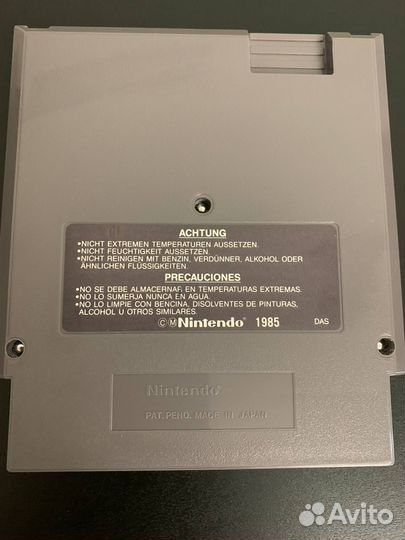 ACHTUNG
•NICHT EXTREMEN TEMPERATUREN AUSSETZEN.
•NICHT FEUCHTIGKEIT AUSSETZEN.
•NICHT REINIGEN MIT BENZIN, VERDÜNNER, ALKOHOL ODER
ÄHNLICHEN FLÜSSIGKEITEN.
PRECAUCIONES
•NO SE DEBE ALMACERNAR EN TEMPERATURAS EXTREMAS.
•NO LO SUMERJA NUNCA EN AGUA.
•NO LO LIMPIE CON BENCINA, DISOLVENTES DE PINTURAS,
ALCOHOL U OTROS SIMILARES.
ⒸⓂNintendo® 1985 DAS
Nintendo®
PAT. PEND. MADE IN JAPAN
Avito